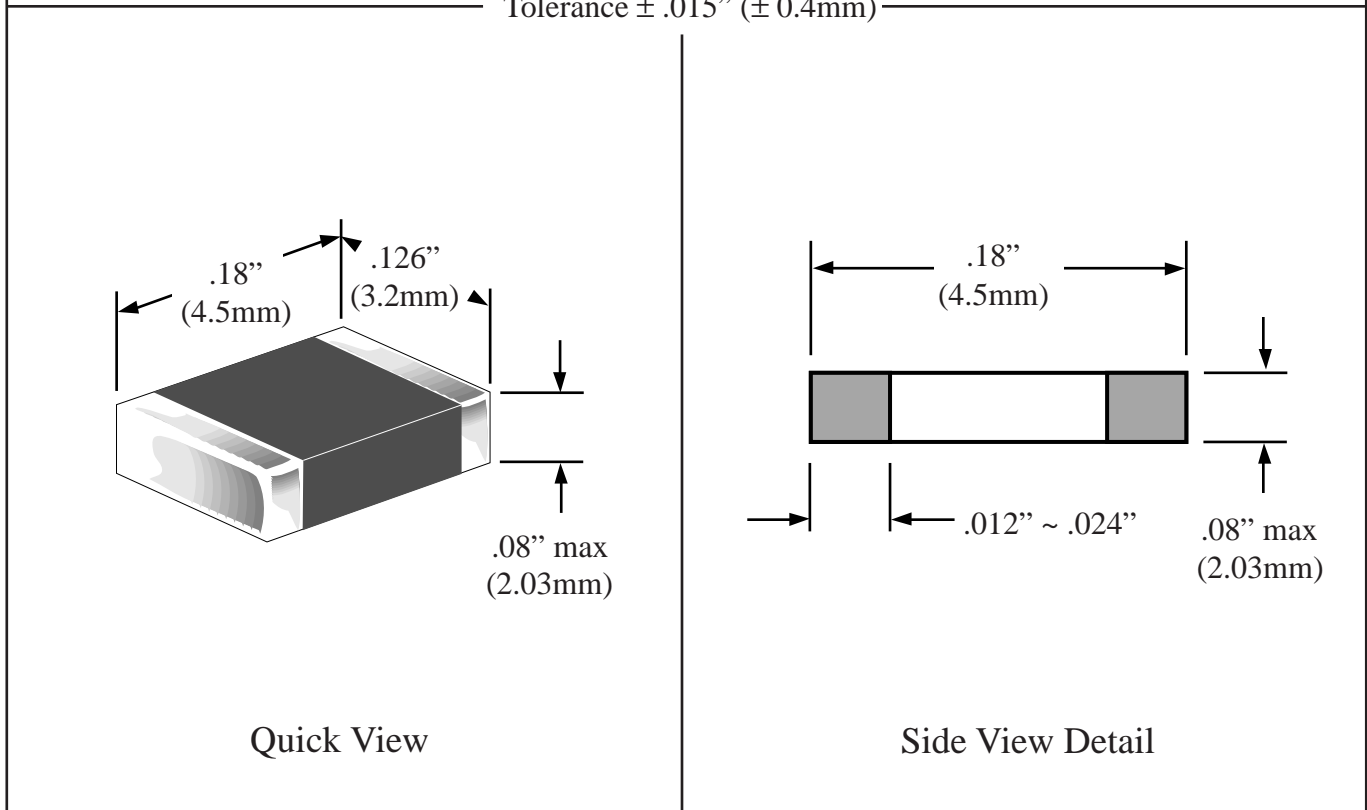 Tolerance ± .015” (± 0.4mm)
.18”
(4.5mm)
.126”
(3.2mm)
.08” max
(2.03mm)
Quick View
.18”
(4.5mm)
.012” ~ .024”
.08” max
(2.03mm)
Side View Detail